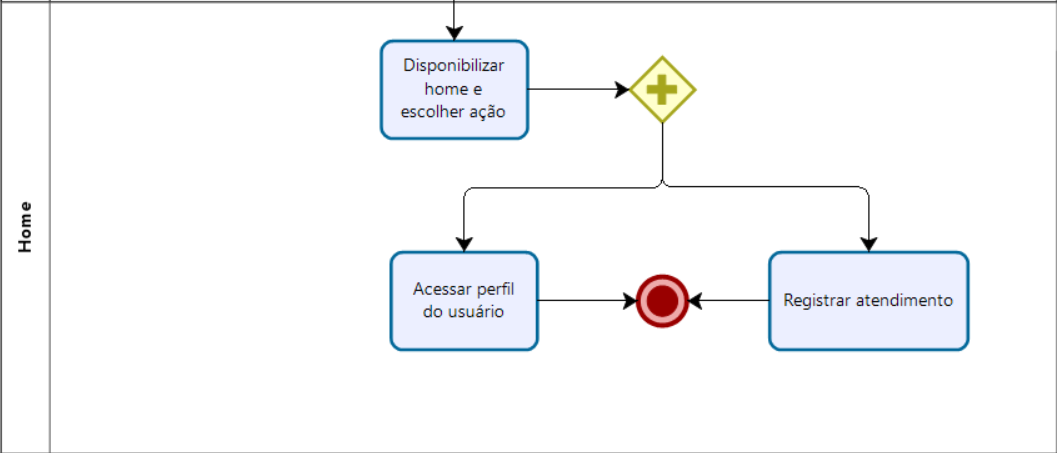 Home
Disponibilizar
home e
escolher ação
Acessar perfil
do usuário
Registrar atendimento